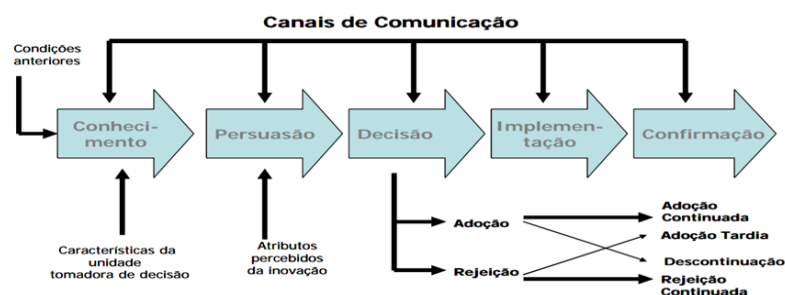 Canais de Comunicação
Condições
anteriores
Conheci-
mento
Persuasão
Decisão
Implemen-
tação
Confirmação
Características da
unidade
tomadora de decisão
Atributos
percebidos
da inovação
Adoção
Rejeição
Adoção
Continuada
Adoção Tardia
Descontinuação
Rejeição
Continuada